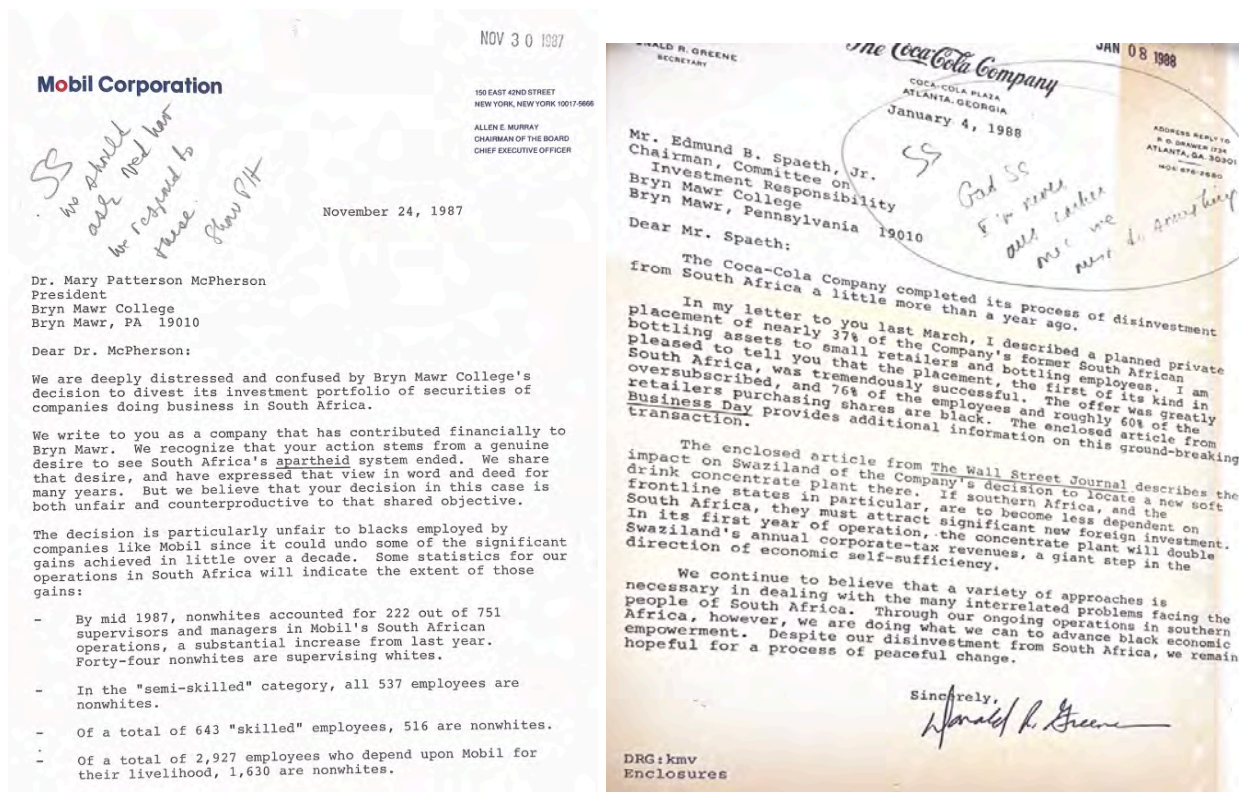 NOV 30 1987
Mobil Corporation
150 EAST 42ND STREET
NEW YORK, NEW YORK 10017-5666
ALLEN E. MURRAY
CHAIRMAN OF THE BOARD
CHIEF EXECUTIVE OFFICER
SS
we should
ask Ned how
we respond to
these.
Show PH
November 24, 1987
Dr. Mary Patterson McPherson
President
Bryn Mawr College
Bryn Mawr, PA 19010
Dear Dr. McPherson:
We are deeply distressed and confused by Bryn Mawr College's
decision to divest its investment portfolio of securities of
companies doing business in South Africa.
We write to you as a company that has contributed financially to
Bryn Mawr. We recognize that your action stems from a genuine
desire to see South Africa's apartheid system ended. We share
that desire, and have expressed that view in word and deed for
many years. But we believe that your decision in this case is
both unfair and counterproductive to that shared objective.
The decision is particularly unfair to blacks employed by
companies like Mobil since it could undo some of the significant
gains achieved in little over a decade. Some statistics for our
operations in South Africa will indicate the extent of those
gains:
- By mid 1987, nonwhites accounted for 222 out of 751
supervisors and managers in Mobil's South African
operations, a substantial increase from last year.
Forty-four nonwhites are supervising whites.
- In the "semi-skilled" category, all 537 employees are
nonwhites.
- Of a total of 643 "skilled" employees, 516 are nonwhites.
- Of a total of 2,927 employees who depend upon Mobil for
their livelihood, 1,630 are nonwhites.
NALD R. GREENE
SECRETARY
The Coca-Cola Company
COCA-COLA PLAZA
ATLANTA, GEORGIA
JAN 08 1988
January 4, 1988
ADDRESS REPLY TO
P. O. DRAWER 1734
ATLANTA, GA. 30301
404 676-2680
SS
God SS
I'm never
me we
must do anything
Mr. Edmund B. Spaeth, Jr.
Chairman, Committee on
Investment Responsibility
Bryn Mawr College
Bryn Mawr, Pennsylvania 19010
Dear Mr. Spaeth:
The Coca-Cola Company completed its process of disinvestment
from South Africa a little more than a year ago.
In my letter to you last March, I described a planned private
placement of nearly 37% of the Company's former South African
bottling assets to small retailers and bottling employees. I am
pleased to tell you that the placement, the first of its kind in
South Africa, was tremendously successful. The offer was greatly
oversubscribed, and 76% of the employees and roughly 60% of the
retailers purchasing shares are black. The enclosed article from
Business Day provides additional information on this ground-breaking
transaction.
The enclosed article from The Wall Street Journal describes the
impact on Swaziland of the Company's decision to locate a new soft
drink concentrate plant there. If southern Africa, and the
frontline states in particular, are to become less dependent on
South Africa, they must attract significant new foreign investment.
In its first year of operation, the concentrate plant will double
Swaziland's annual corporate-tax revenues, a giant step in the
direction of economic self-sufficiency.
We continue to believe that a variety of approaches is
necessary in dealing with the many interrelated problems facing the
people of South Africa. Through our ongoing operations in southern
Africa, however, we are doing what we can to advance black economic
empowerment. Despite our disinvestment from South Africa, we remain
hopeful for a process of peaceful change.
Sincerely,
Donald R. Greene
DRG:kmv
Enclosures